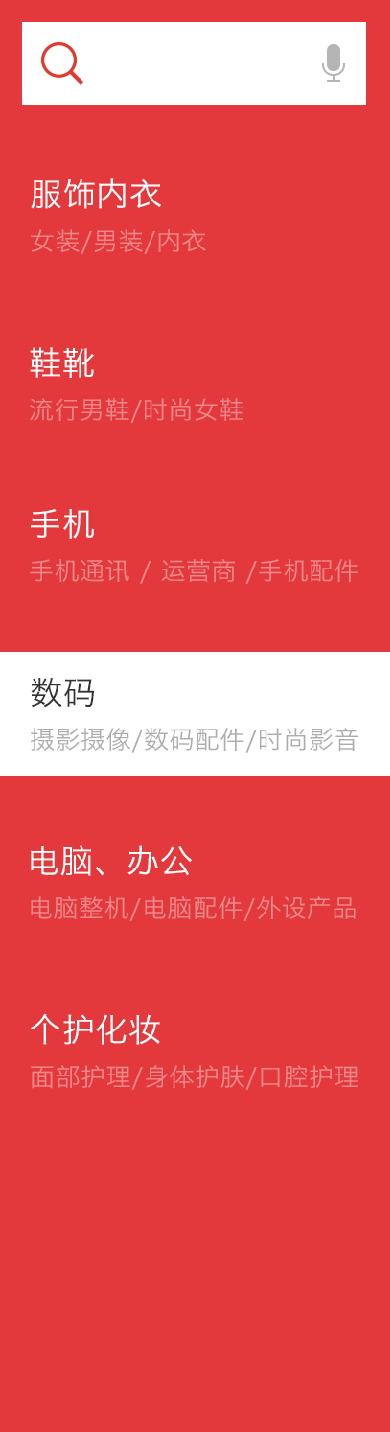 服饰内衣
女装/男装/内衣
鞋靴
流行男鞋/时尚女鞋
手机
手机通讯 / 运营商 /手机配件
数码
摄影摄像/数码配件/时尚影音
电脑、办公
电脑整机/电脑配件/外设产品
个护化妆
面部护理/身体护肤/口腔护理